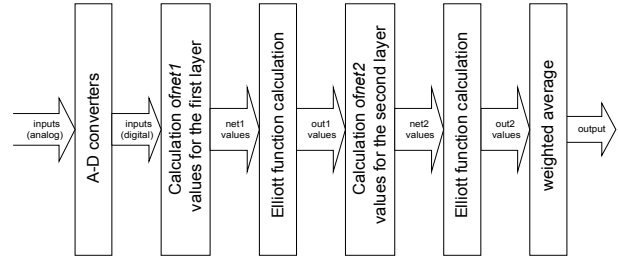 inputs
(analog)
A-D converters
inputs
(digital)
Calculation of net1
values for the first layer
net1
values
Elliott function calculation
out1
values
Calculation of net2
values for the second layer
net2
values
Elliott function calculation
out2
values
weighted average
output